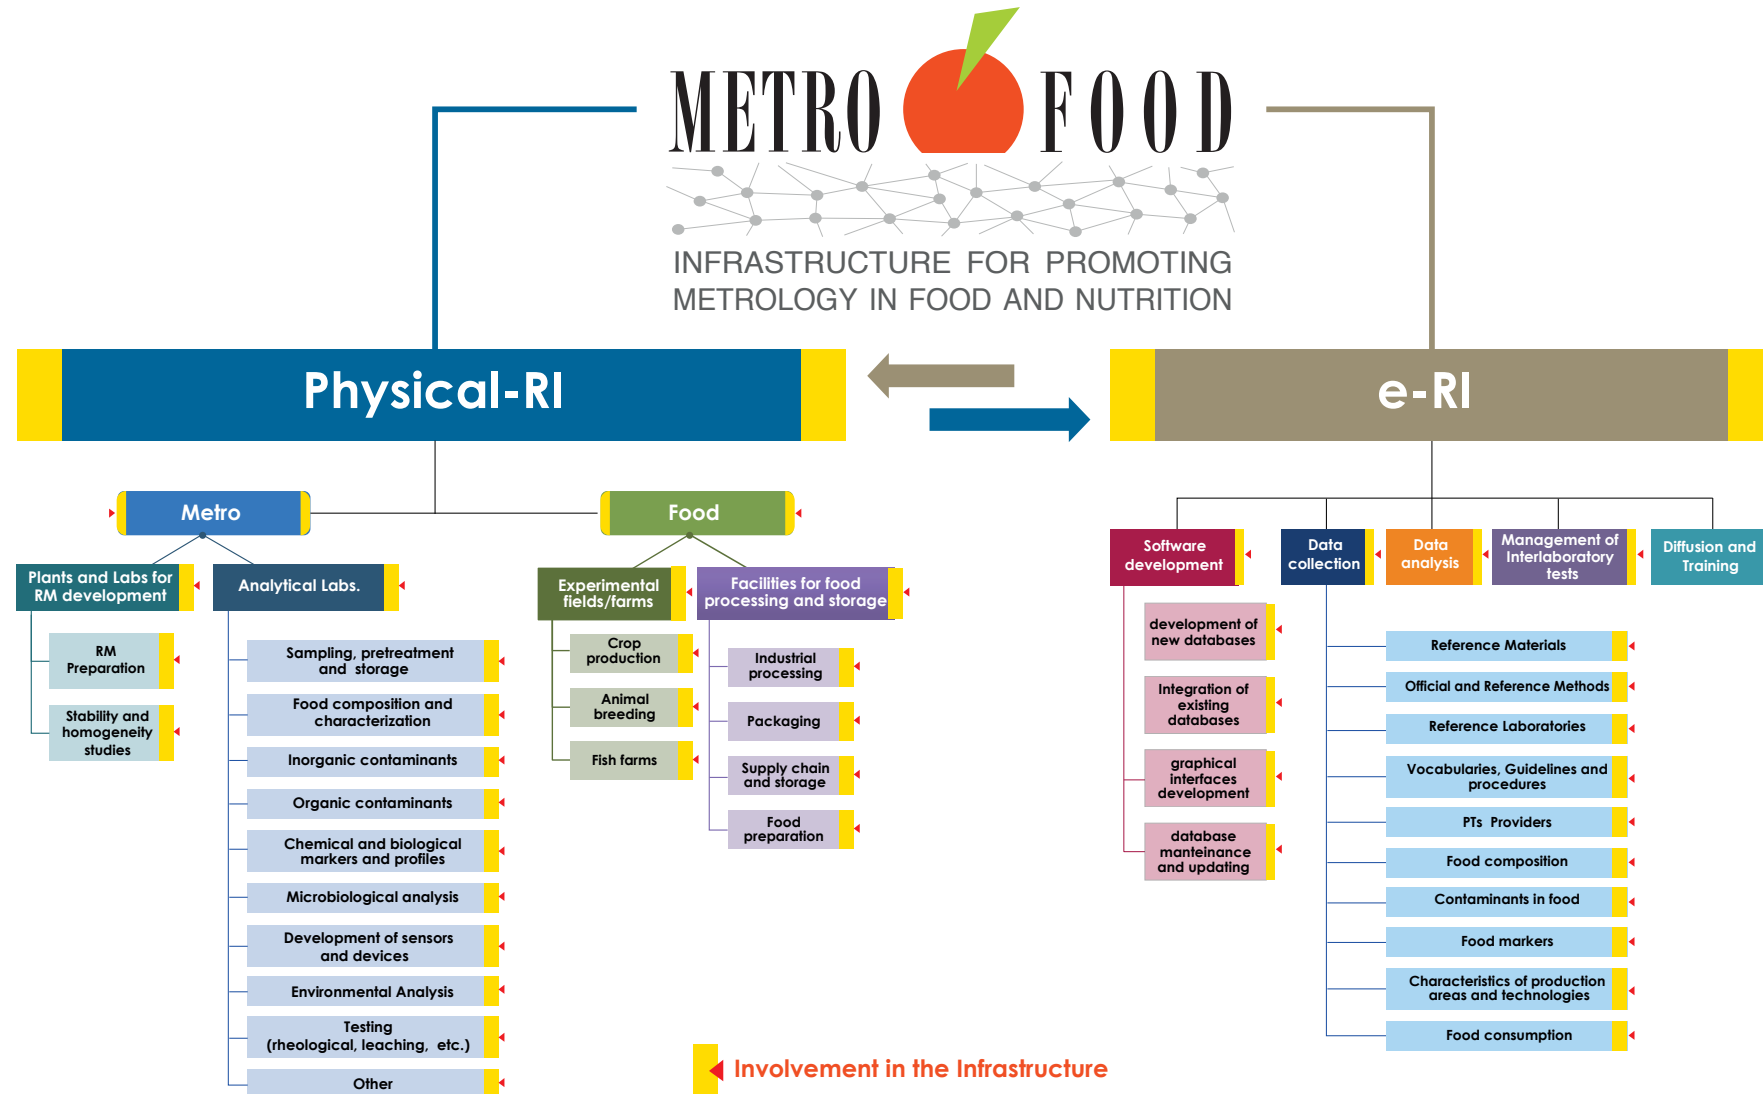 METRO FOOD
INFRASTRUCTURE FOR PROMOTING
METROLOGY IN FOOD AND NUTRITION
Physical-RI
e-RI
Metro
Food
Plants and Labs for
RM development
RM
Preparation
Stability and
homogeneity
studies
Analytical Labs.
Sampling, pretreatment
and storage
Food composition and
characterization
Inorganic contaminants
Organic contaminants
Chemical and biological
markers and profiles
Microbiological analysis
Development of sensors
and devices
Environmental Analysis
Testing
(rheological, leaching, etc.)
Other
Experimental
fields/farms
Crop
production
Animal
breeding
Fish farms
Facilities for food
processing and storage
Industrial
processing
Packaging
Supply chain
and storage
Food
preparation
Software
development
development of
new databases
Integration of
existing
databases
graphical
interfaces
development
database
manteinance
and updating
Data
collection
Reference Materials
Official and Reference Methods
Reference Laboratories
Vocabularies, Guidelines and
procedures
PTs Providers
Food composition
Contaminants in food
Food markers
Characteristics of production
areas and technologies
Food consumption
Data
analysis
Management of
Interlaboratory
tests
Diffusion and
Training
Involvement in the Infrastructure